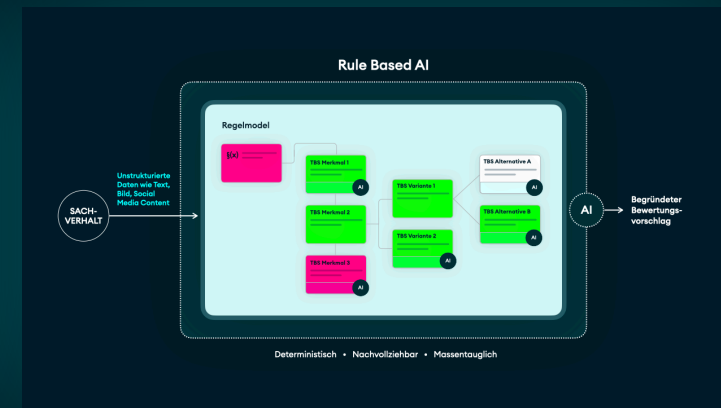 Rule Based AI
Regelmodel
Unstrukturierte
Daten wie Text,
Bild, Social
Media Content
SACH-
VERHALT
TBS Merkmal 1
AI
TBS Merkmal 2
TBS Merkmal 3
AI
TBS Variante 1
TBS Variante 2
AI
TBS Alternative A
AI
TBS Alternative B
AI
AI
Begründeter
Bewertungs-
vorschlag
Deterministisch • Nachvollziehbar • Massentauglich